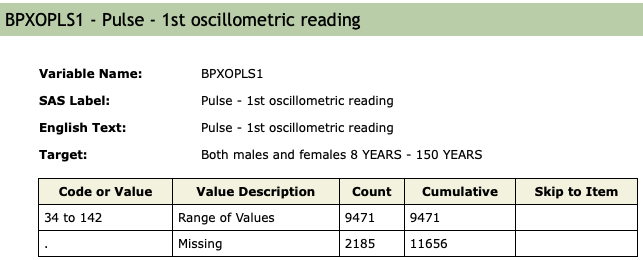 BPXOPLS1 - Pulse - 1st oscillometric reading
Variable Name: BPXOPLS1
SAS Label: Pulse - 1st oscillometric reading
English Text: Pulse - 1st oscillometric reading
Target: Both males and females 8 YEARS - 150 YEARS
Code or Value Value Description Count Cumulative Skip to Item
34 to 142 Range of Values 9471 9471
. Missing 2185 11656